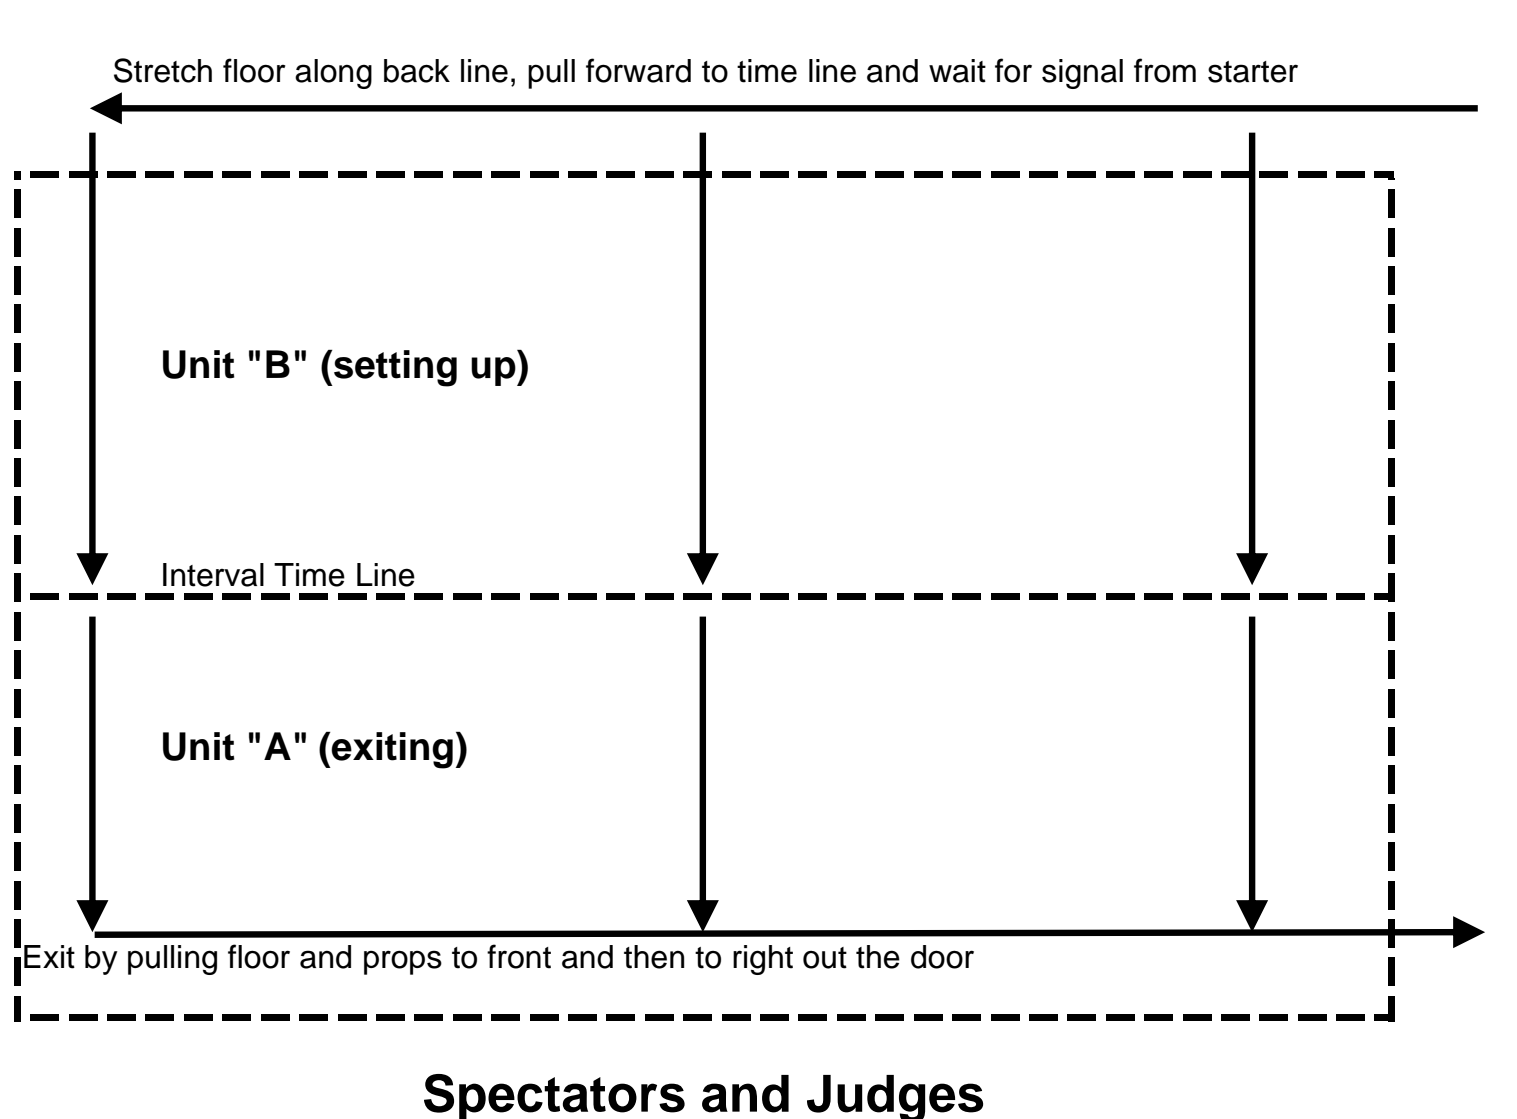 Stretch floor along back line, pull forward to time line and wait for signal from starter
Unit "B" (setting up)
Interval Time Line
Unit "A" (exiting)
Exit by pulling floor and props to front and then to right out the door
Spectators and Judges